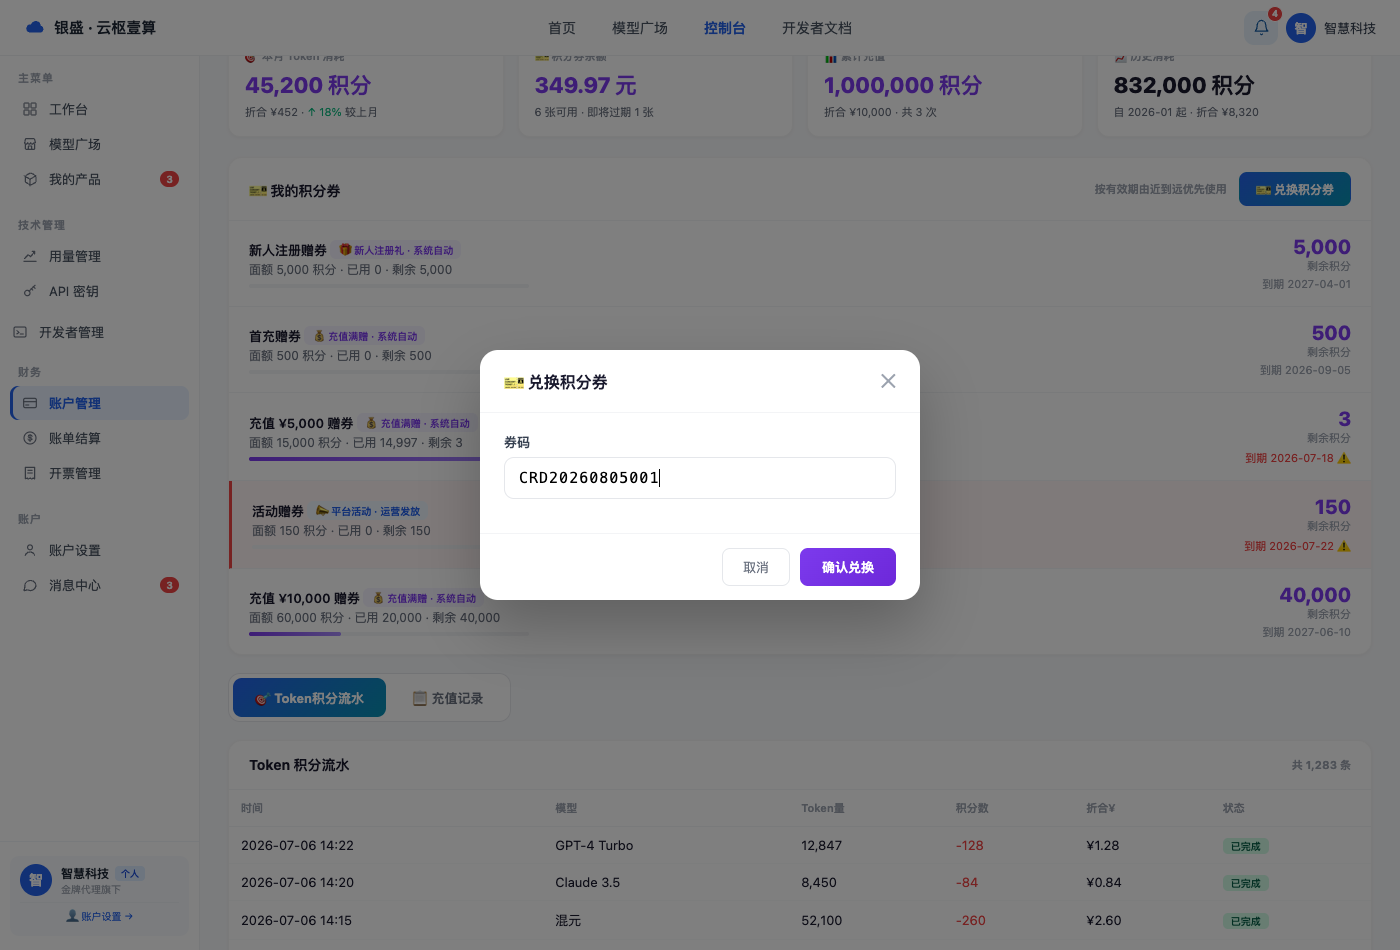 银盛 · 云枢壹算
首页 模型广场 控制台 开发者文档
4
智 智慧科技
主菜单
工作台
模型广场
我的产品 3
技术管理
用量管理
API 密钥
开发者管理
财务
账户管理
账单结算
开票管理
账户
账户设置
消息中心 3
智 智慧科技 个人
金牌代理旗下
账户设置 →
本月 Token 消耗
45,200 积分
折合 ¥452 · ↑ 18% 较上月
积分券余额
349.97 元
6 张可用 · 即将过期 1 张
累计充值
1,000,000 积分
折合 ¥10,000 · 共 3 次
历史消耗
832,000 积分
自 2026-01 起 · 折合 ¥8,320
我的积分券
按有效期由近到远优先使用
兑换积分券
新人注册赠券 新人注册礼 · 系统自动
面额 5,000 积分 · 已用 0 · 剩余 5,000
5,000
剩余积分
到期 2027-04-01
首充赠券 充值满赠 · 系统自动
面额 500 积分 · 已用 0 · 剩余 500
500
剩余积分
到期 2026-09-05
充值 ¥5,000 赠券 充值满赠 · 系统自动
面额 15,000 积分 · 已用 14,997 · 剩余 3
3
剩余积分
到期 2026-07-18
活动赠券 平台活动 · 运营发放
面额 150 积分 · 已用 0 · 剩余 150
150
剩余积分
到期 2026-07-22
充值 ¥10,000 赠券 充值满赠 · 系统自动
面额 60,000 积分 · 已用 20,000 · 剩余 40,000
40,000
剩余积分
到期 2027-06-10
兑换积分券
券码
CRD20260805001
取消 确认兑换
Token积分流水 充值记录
Token 积分流水 共 1,283 条
时间 模型 Token量 积分数 折合¥ 状态
2026-07-06 14:22 GPT-4 Turbo 12,847 -128 ¥1.28 已完成
2026-07-06 14:20 Claude 3.5 8,450 -84 ¥0.84 已完成
2026-07-06 14:15 混元 52,100 -260 ¥2.60 已完成